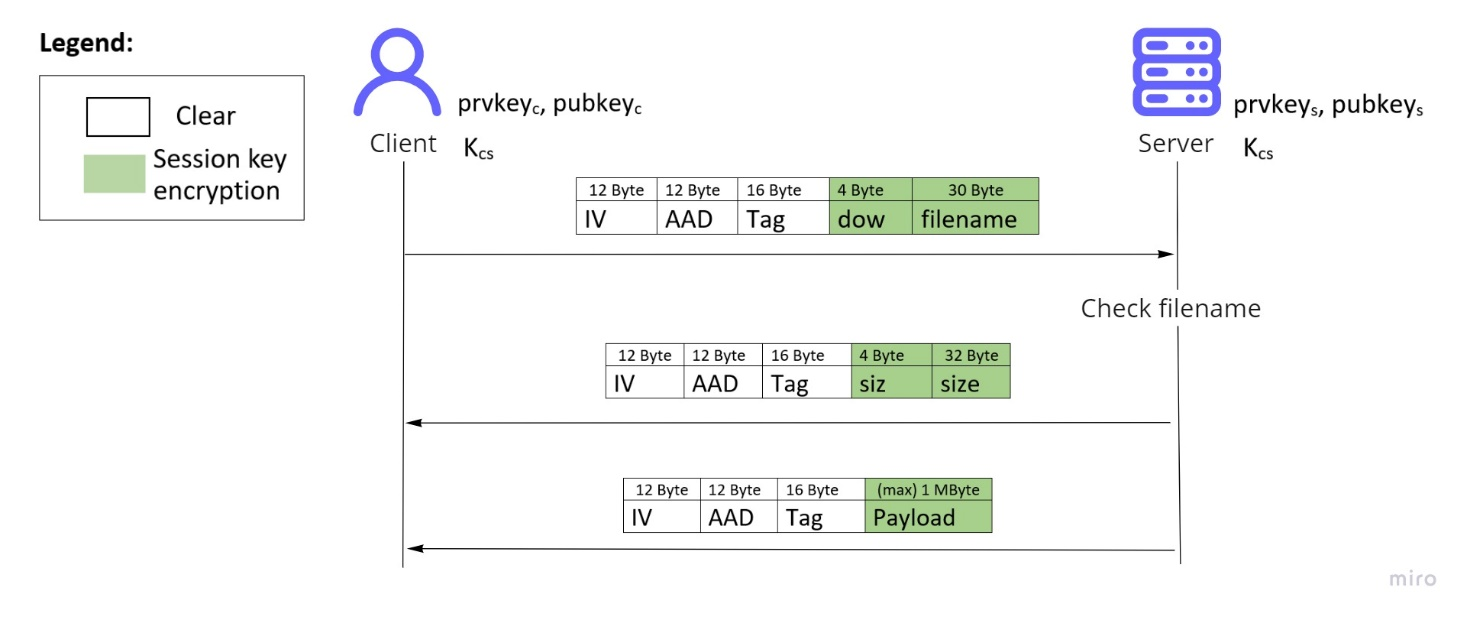 Legend:
Clear
Session key
encryption
prvkeyc, pubkeyc
Client
Kcs
prvkeys, pubkeys
Server
Kcs
12 Byte 12 Byte 16 Byte 4 Byte 30 Byte
IV AAD Tag dow filename
Check filename
12 Byte 12 Byte 16 Byte 4 Byte 32 Byte
IV AAD Tag siz size
12 Byte 12 Byte 16 Byte (max) 1 MByte
IV AAD Tag Payload
miro